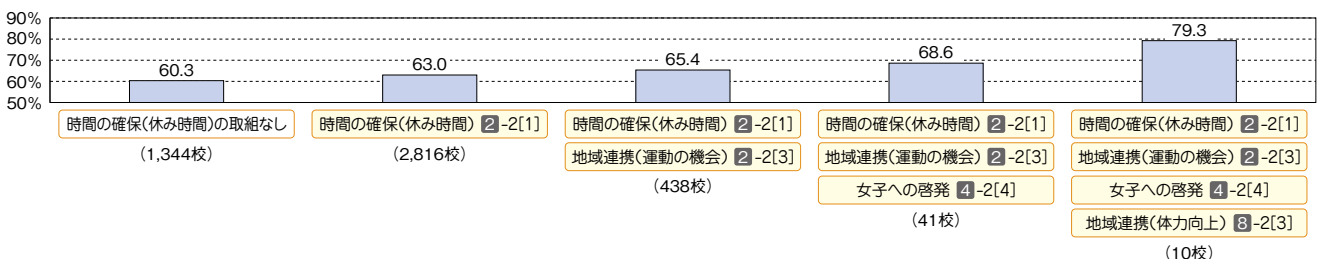 90%
80%
70%
60%
50%
60.3
63.0
65.4
68.6
79.3
時間の確保(休み時間)の取組なし
(1,344校)
時間の確保(休み時間) 2-2[1]
(2,816校)
時間の確保(休み時間) 2-2[1]
地域連携(運動の機会) 2-2[3]
(438校)
時間の確保(休み時間) 2-2[1]
地域連携(運動の機会) 2-2[3]
女子への啓発 4-2[4]
(41校)
時間の確保(休み時間) 2-2[1]
地域連携(運動の機会) 2-2[3]
女子への啓発 4-2[4]
地域連携(体力向上) 8-2[3]
(10校)